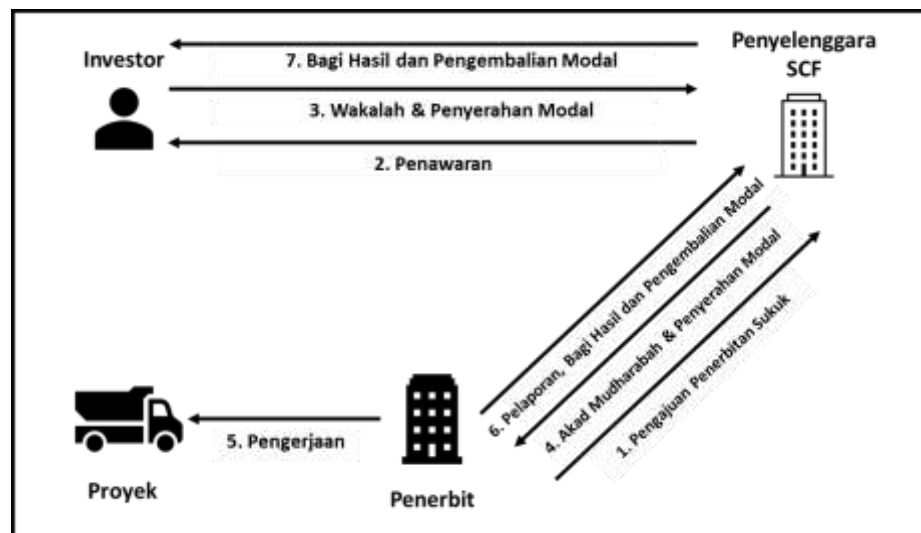 Investor
7. Bagi Hasil dan Pengembalian Modal
Penyelenggara
SCF
3. Wakalah & Penyerahan Modal
2. Penawaran
6. Pelaporan, Bagi Hasil dan Pengembalian Modal
4. Akad Mudharabah & Penyerahan Modal
1. Pengajuan Penerbitan Sukuk
5. Pengerjaan
Proyek
Penerbit